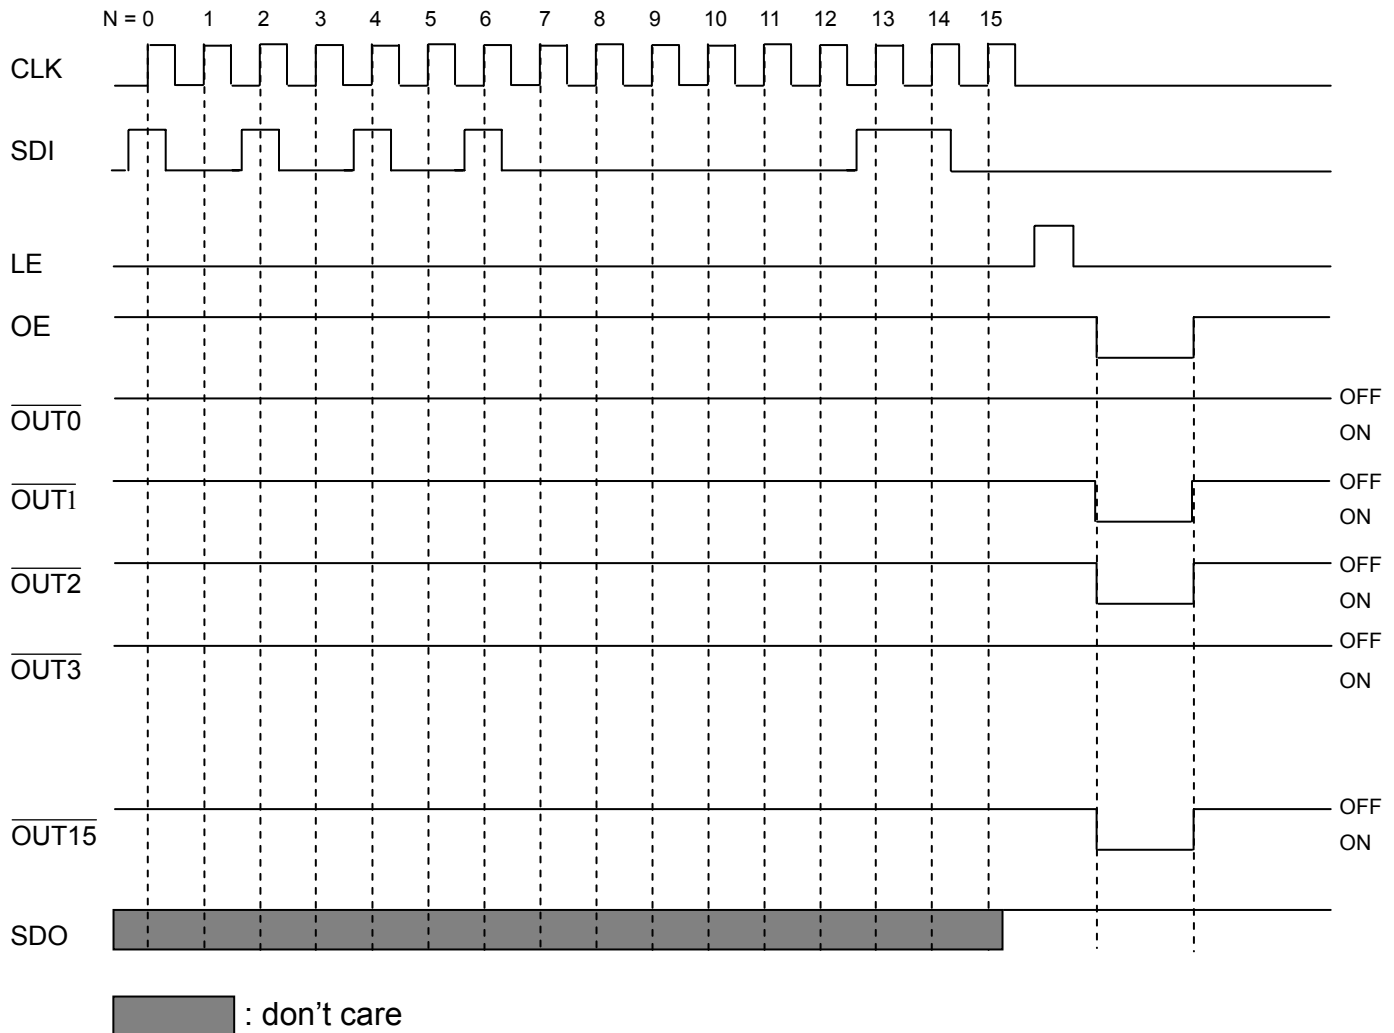 N = 0 1 2 3 4 5 6 7 8 9 10 11 12 13 14 15
CLK
SDI
LE
OE
OUT0
OFF
ON
OUT1
OFF
ON
OUT2
OFF
ON
OUT3
OFF
ON
OUT15
OFF
ON
SDO
: don't care